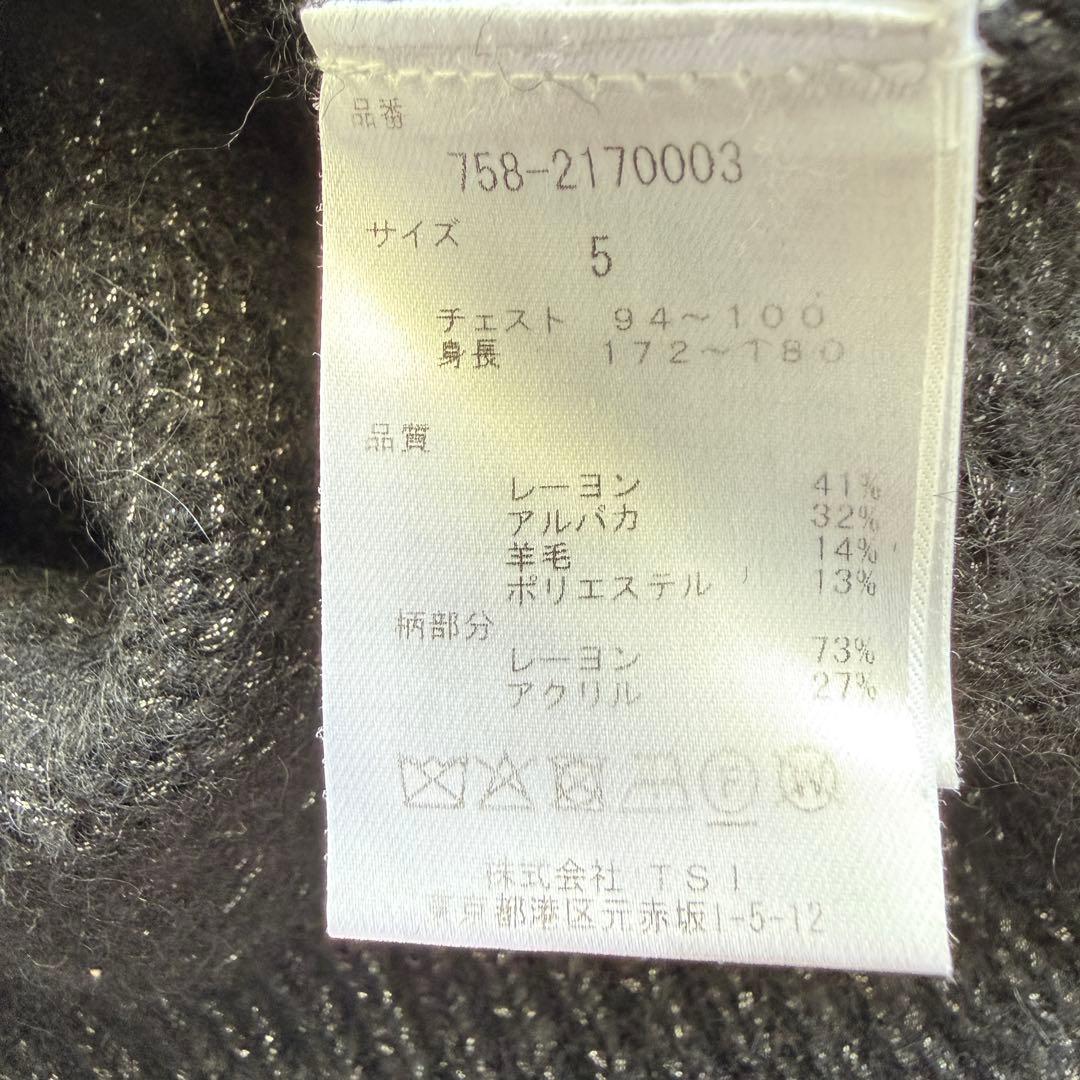 品番
758-2170003
サイズ 5
チェスト 94～100
身長 172～180
品質
レーヨン 41%
アルパカ 32%
羊毛 14%
ポリエステル 13%
柄部分
レーヨン 73%
アクリル 27%
F W
株式会社 TSI
東京都港区元赤坂1-5-12